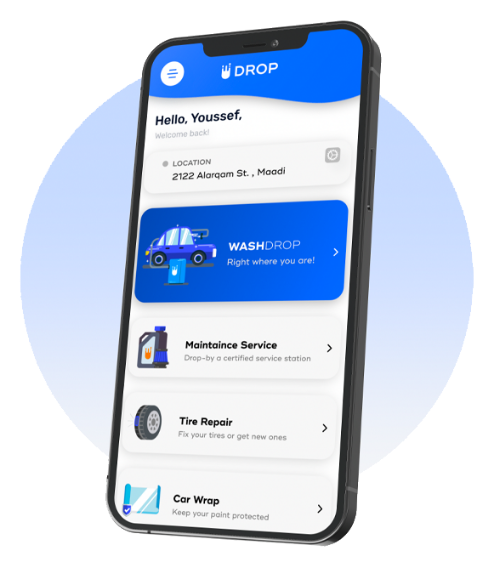 DROP
Hello, Youssef,
Welcome back!
LOCATION
2122 Alarqam St. , Maadi
WASHDROP
Right where you are!
Maintaince Service
Drop-by a certified service station
Tire Repair
Fix your tires or get new ones
Car Wrap
Keep your paint protected